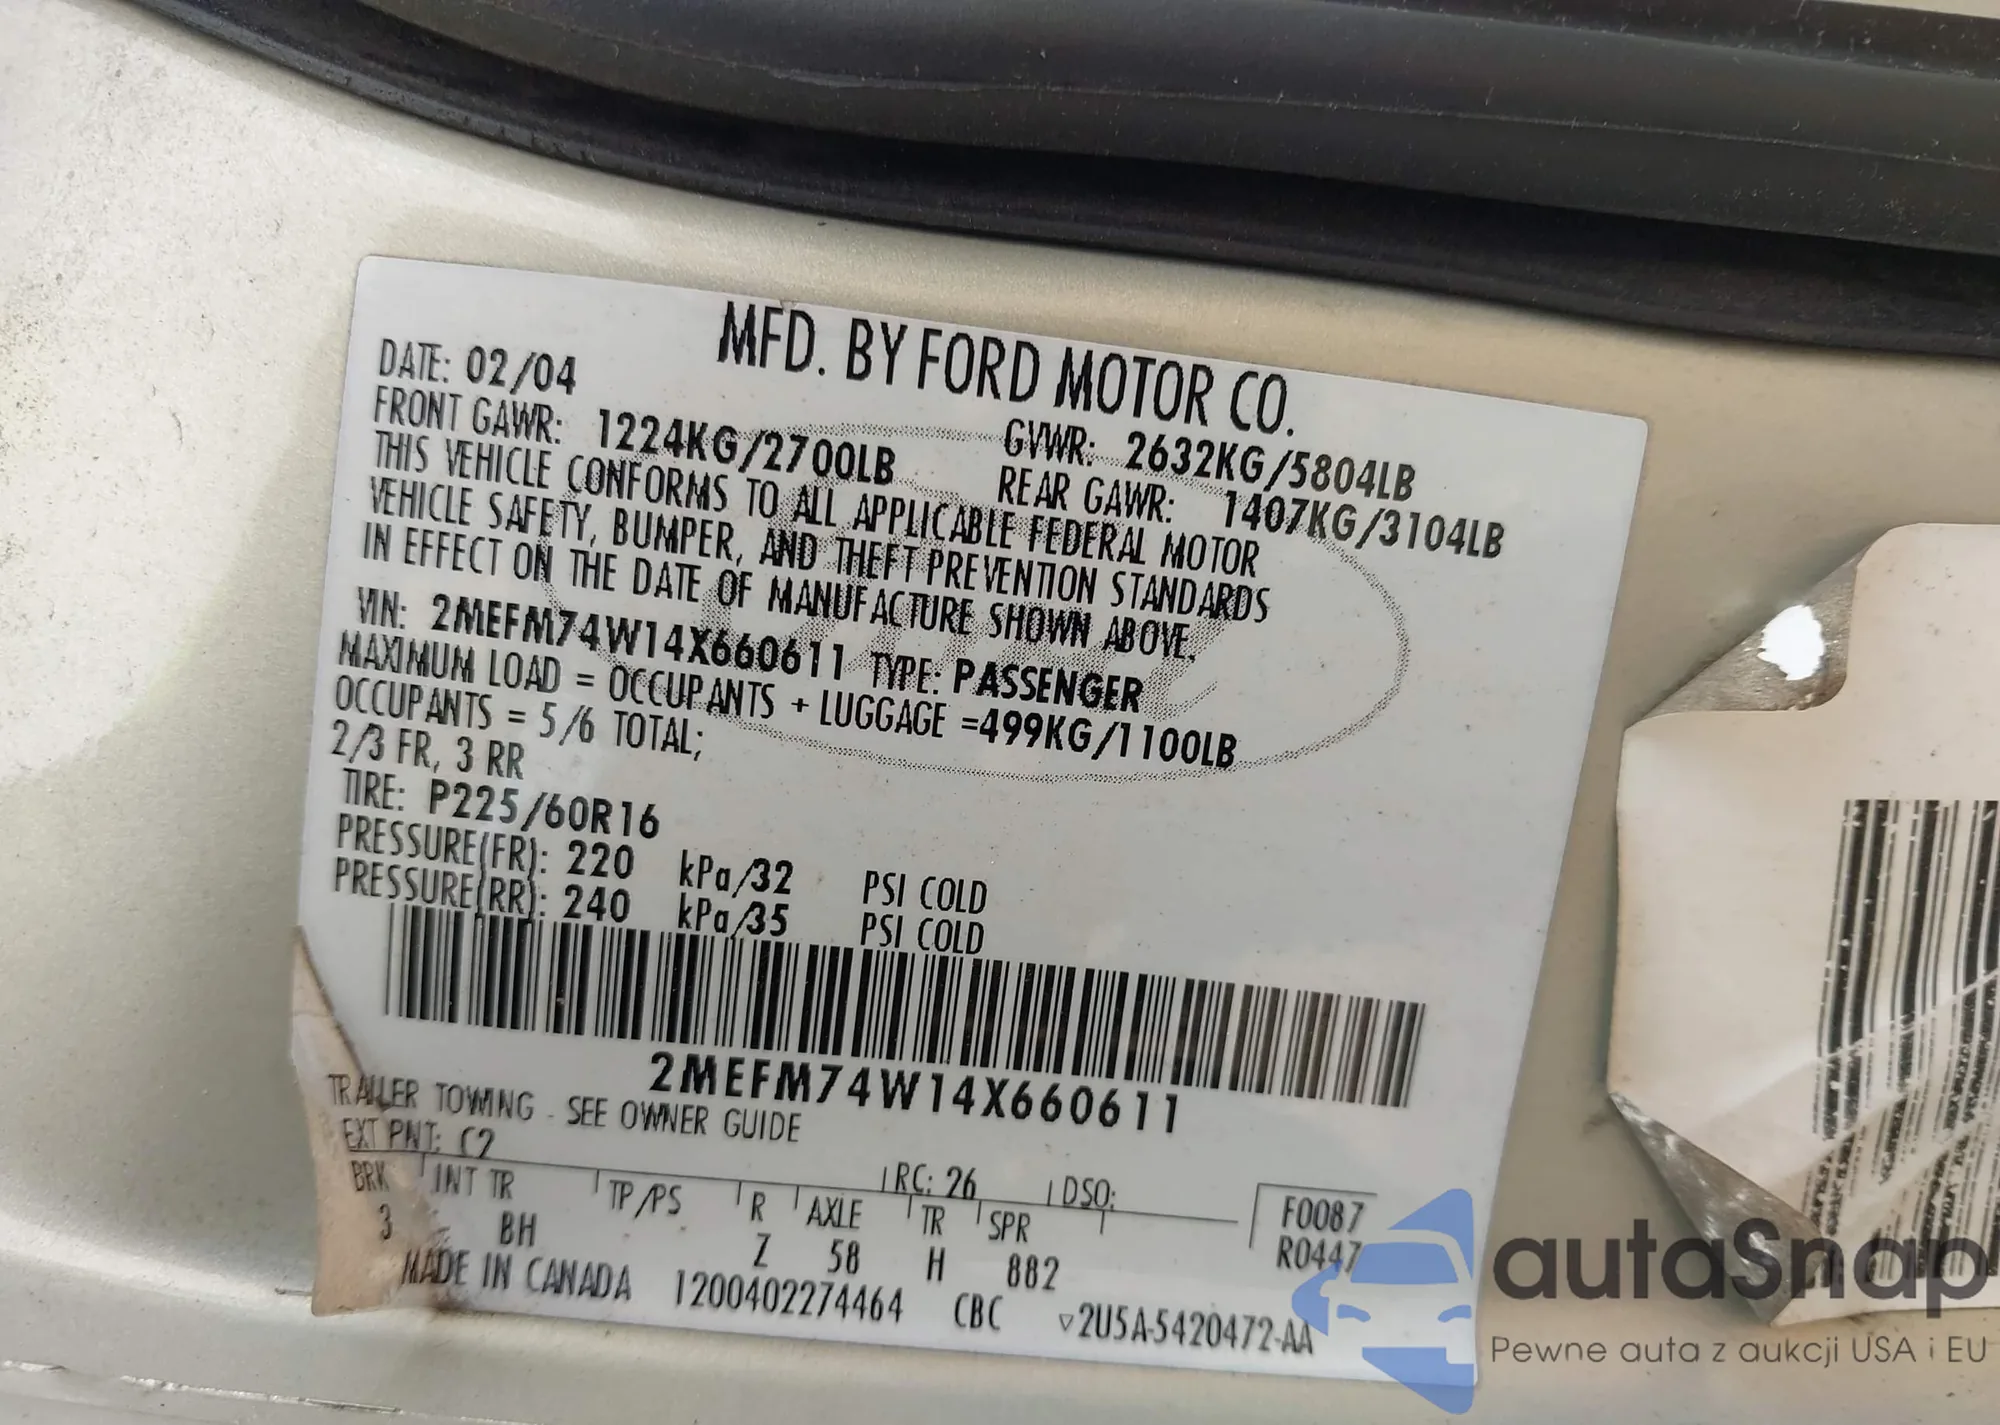 MFD. BY FORD MOTOR CO.
DATE: 02/04 GVWR: 2632KG/5804LB
FRONT GAWR: 1224KG/2700LB REAR GAWR: 1407KG/3104LB
THIS VEHICLE CONFORMS TO ALL APPLICABLE FEDERAL MOTOR
VEHICLE SAFETY, BUMPER, AND THEFT PREVENTION STANDARDS
IN EFFECT ON THE DATE OF MANUFACTURE SHOWN ABOVE.
VIN: 2MEFM74W14X660611 TYPE: PASSENGER
MAXIMUM LOAD = OCCUPANTS + LUGGAGE =499KG/1100LB
OCCUPANTS = 5/6 TOTAL;
2/3 FR, 3 RR
TIRE: P225/60R16
PRESSURE(FR): 220 kPa/32 PSI COLD
PRESSURE(RR): 240 kPa/35 PSI COLD
2MEFM74W14X660611
TRAILER TOWING - SEE OWNER GUIDE
EXT PNT: C2 RC: 26 DSO:
BRK INT TR TP/PS R AXLE TR SPR F0087
3 BH Z 58 H 882 R0447
MADE IN CANADA 1200402274464 CBC ▽2U5A-5420472-AA
autaSnap
Pewne auta z aukcji USA i EU